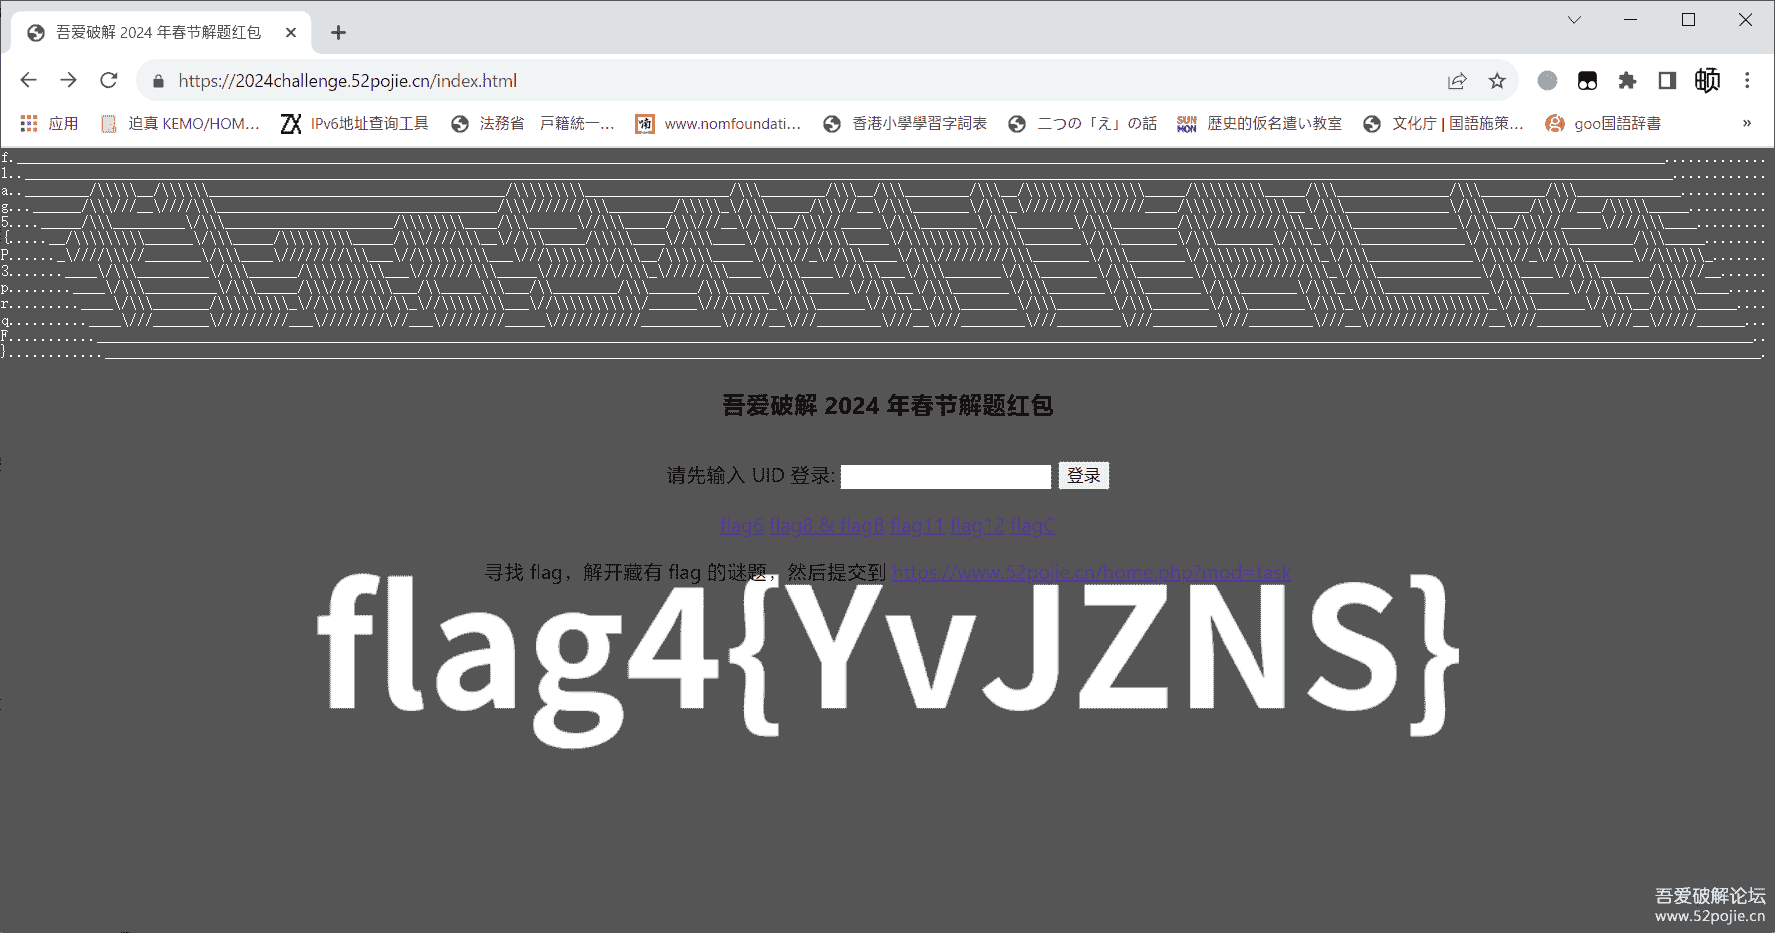 吾爱破解 2024 年春节解题红包
https://2024challenge.52pojie.cn/index.html
应用 迫真 KEMO/HOM... IPv6地址查询工具 法務省 戸籍統一... www.nomfoundati... 香港小學學習字詞表 二つの「え」の話 歴史的仮名遣い教室 文化庁 | 国語施策... goo国語辞書 »
f
l
a
g
5
{
P
3
p
r
q
F
}
吾爱破解 2024 年春节解题红包
请先输入 UID 登录: 登录
flag6 flag8 & flagB flag11 flag12 flagC
寻找 flag，解开藏有 flag 的谜题，然后提交到 https://www.52pojie.cn/home.php?mod=task
flag4{YvJZNS}
吾爱破解论坛
www.52pojie.cn